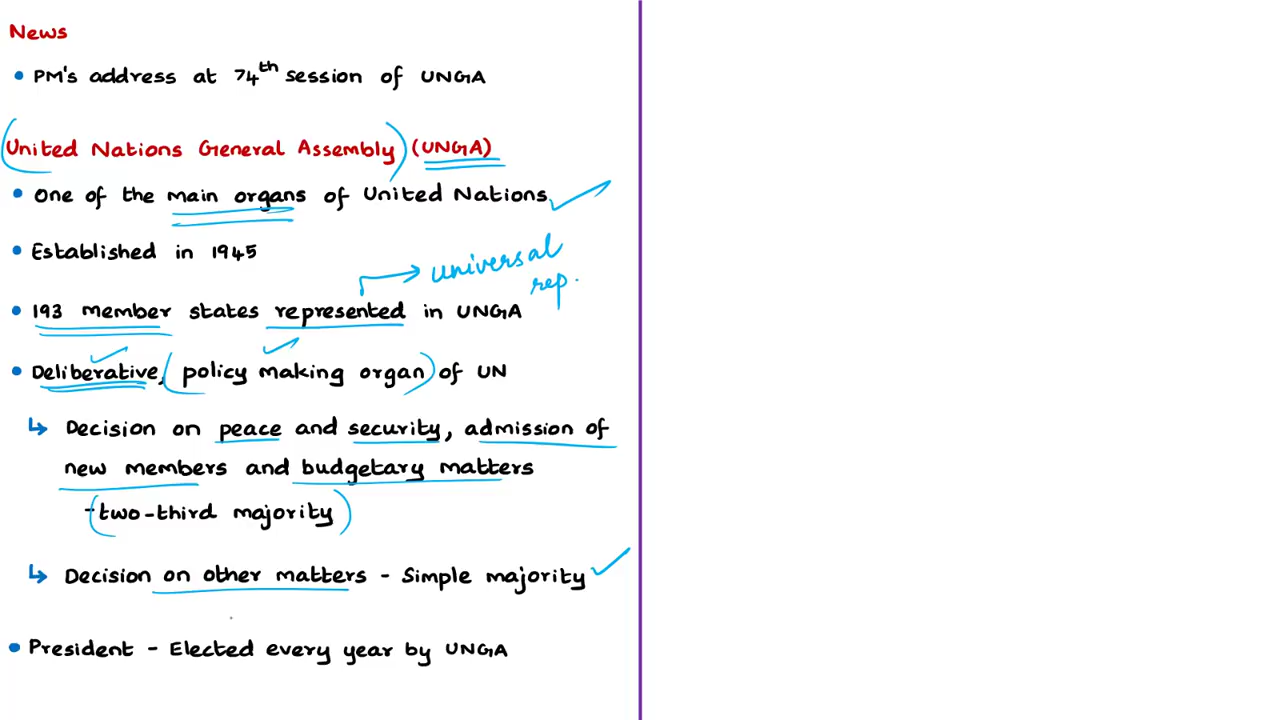 News
• PM's address at 74th session of UNGA
United Nations General Assembly (UNGA)
• One of the main organs of United Nations
• Established in 1945
universal
rep.
• 193 member states represented in UNGA
• Deliberative, policy making organ of UN
↳ Decision on peace and security, admission of
new members and budgetary matters
-two-third majority
↳ Decision on other matters - Simple majority
• President - Elected every year by UNGA